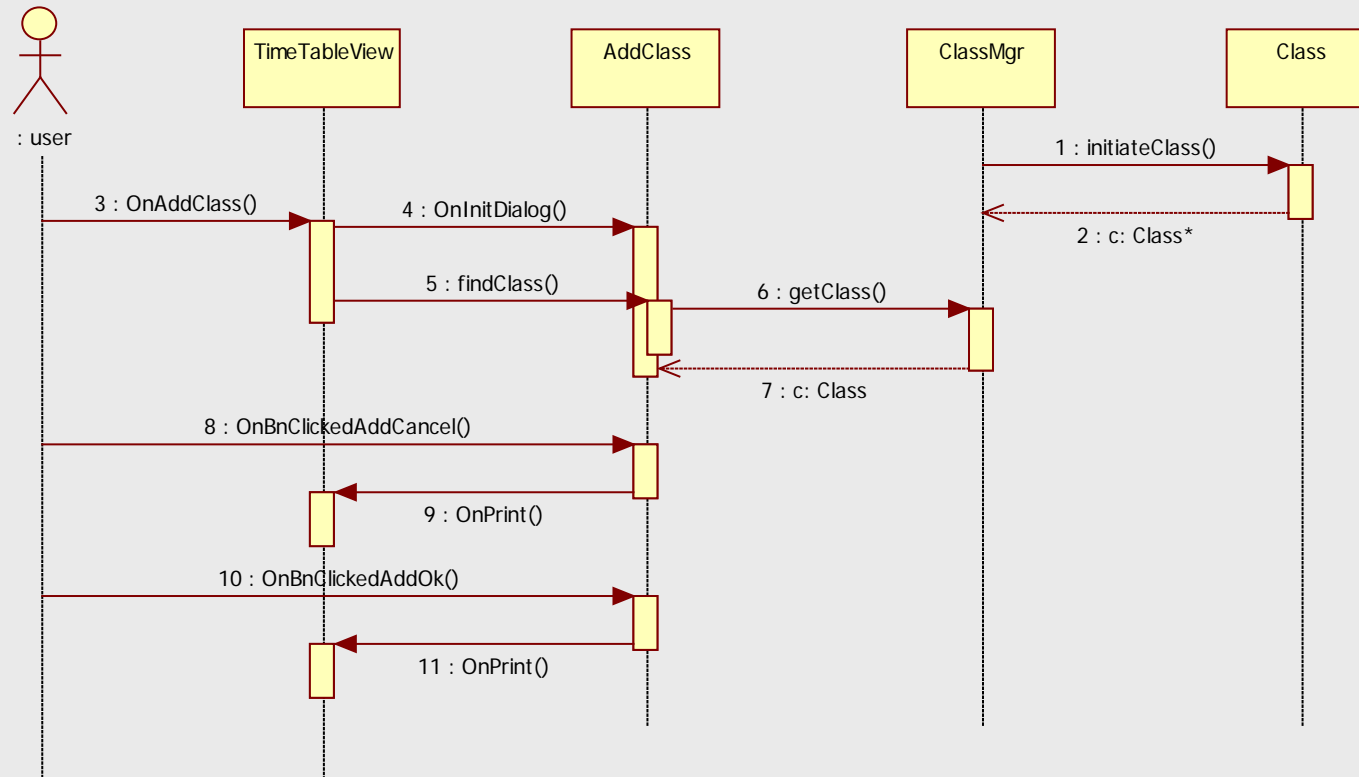 TimeTableView
AddClass
ClassMgr
Class
: user
1 : initiateClass()
3 : OnAddClass()
4 : OnInitDialog()
2 : c: Class*
5 : findClass()
6 : getClass()
7 : c: Class
8 : OnBnClickedAddCancel()
9 : OnPrint()
10 : OnBnClickedAddOk()
11 : OnPrint()